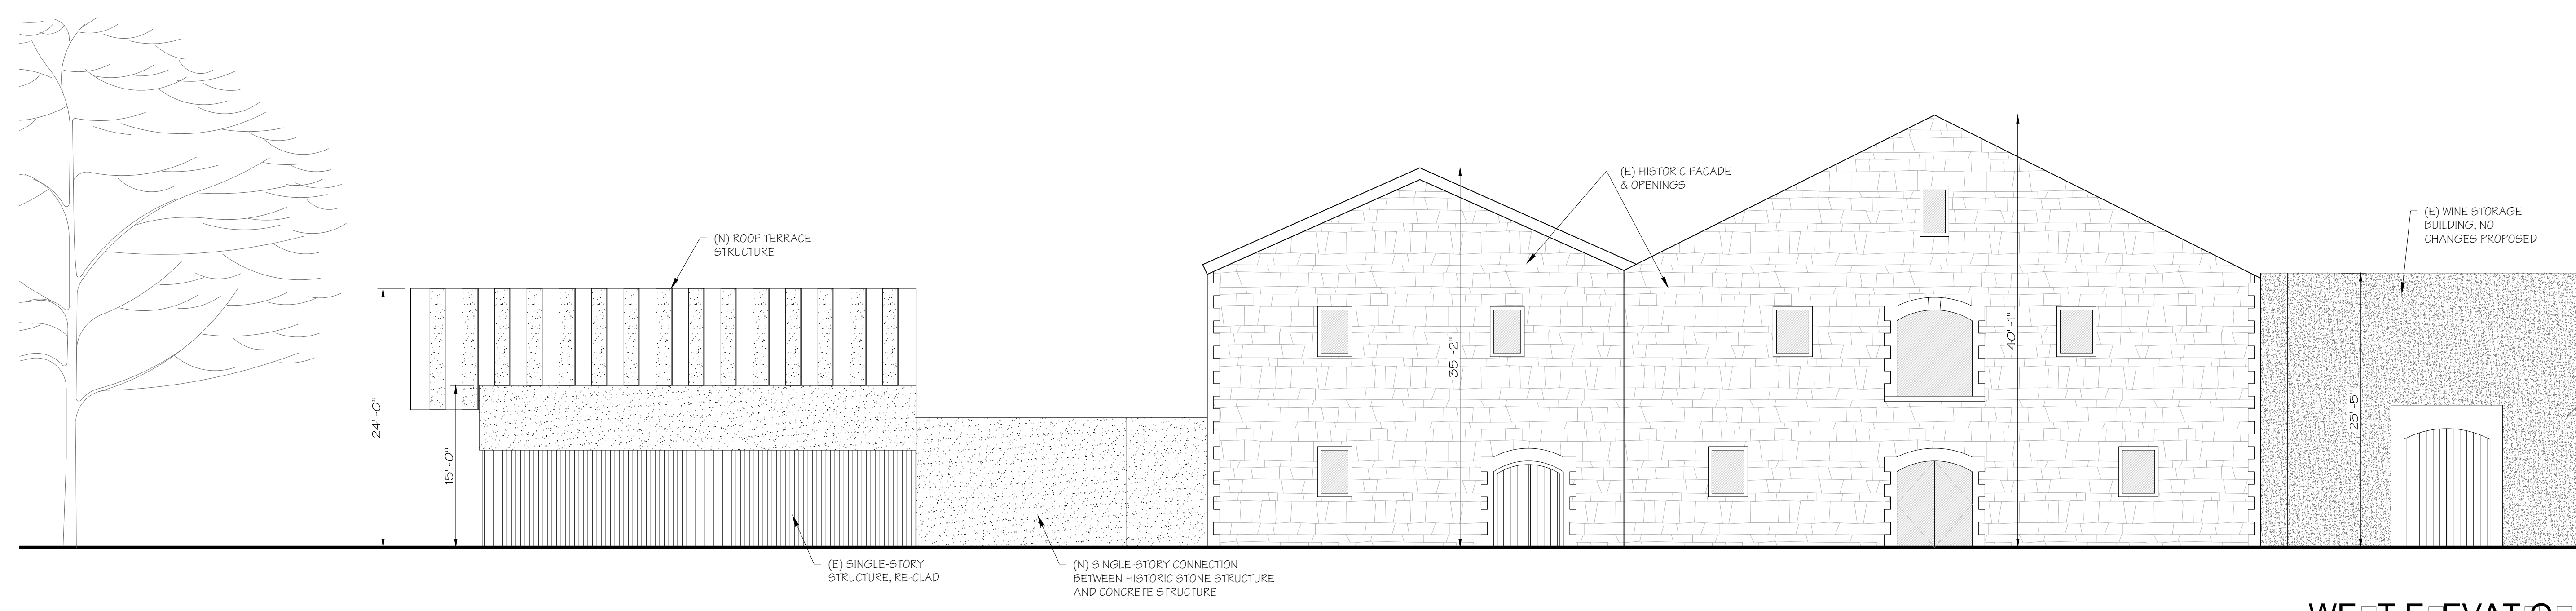 (E) HISTORIC FACADE
& OPENINGS
(E) WINE STORAGE
BUILDING, NO
CHANGES PROPOSED
(N) ROOF TERRACE
STRUCTURE
24'-0"
15'-0"
35'-2"
40'-1"
25'-5"
(E) SINGLE-STORY
STRUCTURE, RE-CLAD
(N) SINGLE-STORY CONNECTION
BETWEEN HISTORIC STONE STRUCTURE
AND CONCRETE STRUCTURE